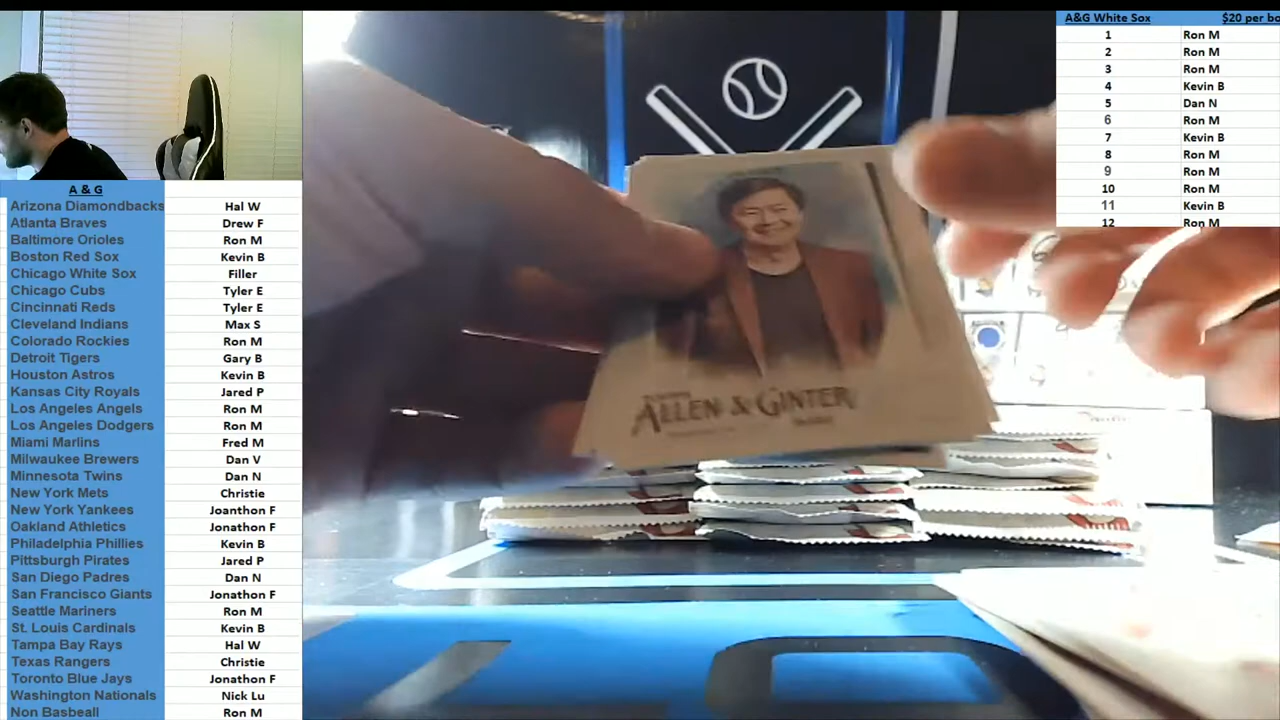 A & G
Arizona Diamondbacks Hal W
Atlanta Braves Drew F
Baltimore Orioles Ron M
Boston Red Sox Kevin B
Chicago White Sox Filler
Chicago Cubs Tyler E
Cincinnati Reds Tyler E
Cleveland Indians Max S
Colorado Rockies Ron M
Detroit Tigers Gary B
Houston Astros Kevin B
Kansas City Royals Jared P
Los Angeles Angels Ron M
Los Angeles Dodgers Ron M
Miami Marlins Fred M
Milwaukee Brewers Dan V
Minnesota Twins Dan N
New York Mets Christie
New York Yankees Joanthon F
Oakland Athletics Jonathon F
Philadelphia Phillies Kevin B
Pittsburgh Pirates Jared P
San Diego Padres Dan N
San Francisco Giants Jonathon F
Seattle Mariners Ron M
St. Louis Cardinals Kevin B
Tampa Bay Rays Hal W
Texas Rangers Christie
Toronto Blue Jays Jonathon F
Washington Nationals Nick Lu
Non Basbeall Ron M
ALLEN & GINTER
A&G White Sox $20 per bo
1 Ron M
2 Ron M
3 Ron M
4 Kevin B
5 Dan N
6 Ron M
7 Kevin B
8 Ron M
9 Ron M
10 Ron M
11 Kevin B
12 Ron M